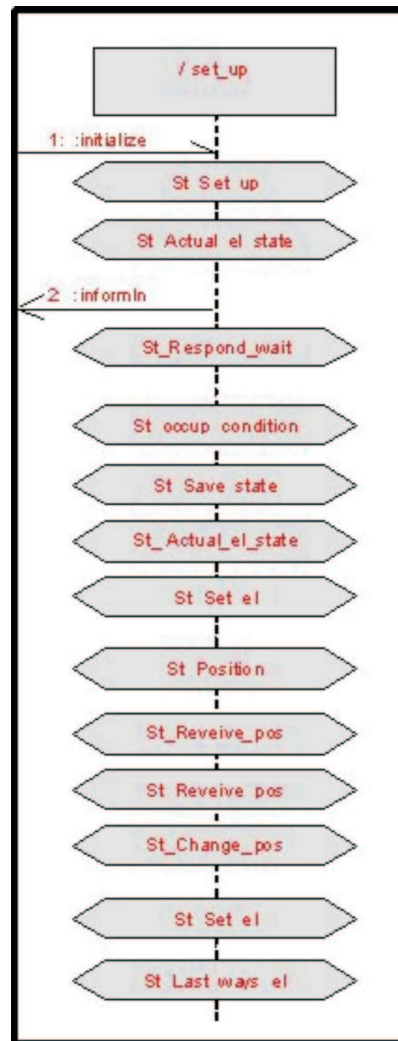 / set_up
1: :initialize
St Set up
St Actual el state
2 :informIn
St_Respond_wait
St occup condition
St Save state
St_Actual_el_state
St Set el
St Position
St_Reveive_pos
St Reveive pos
St_Change_pos
St Set el
St Last ways el